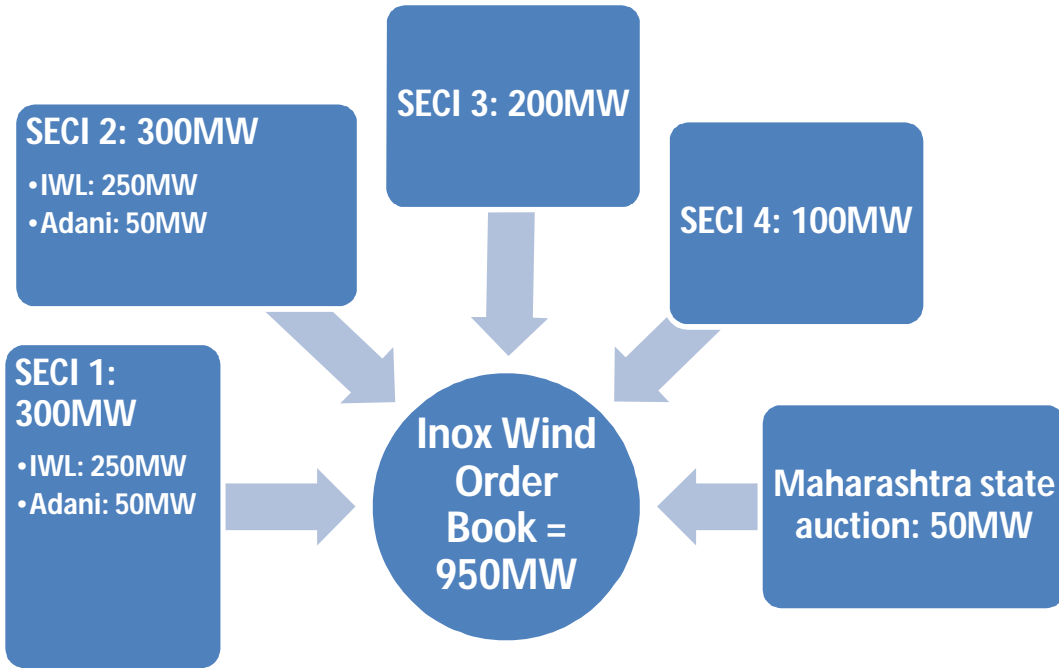 SECI 1:
300MW
•IWL: 250MW
•Adani: 50MW
SECI 2: 300MW
•IWL: 250MW
•Adani: 50MW
SECI 3: 200MW
SECI 4: 100MW
Maharashtra state
auction: 50MW
Inox Wind
Order
Book =
950MW